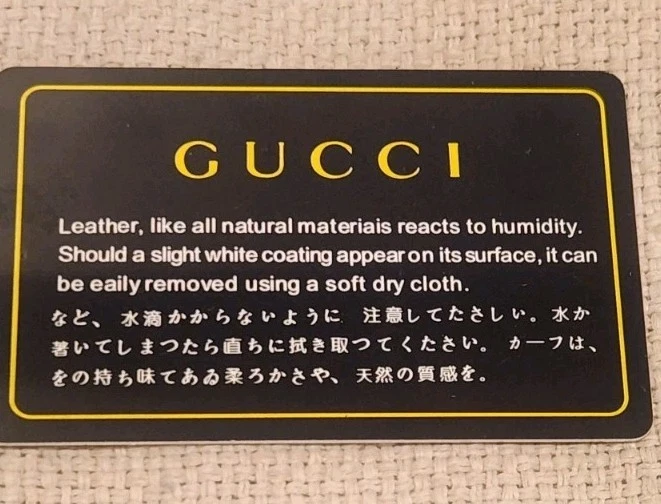 GUCCI
Leather, like all natural materiais reacts to humidity.
Should a slight white coating appear on its surface, it can
be eaily removed using a soft dry cloth.
など、水滴かからないように 注意してたさしい。水か
著いてしまつたら直ちに拭き取つてくたさい。カーフは、
をの持ち味てあゐ柔ろかさや、天然の質感を。